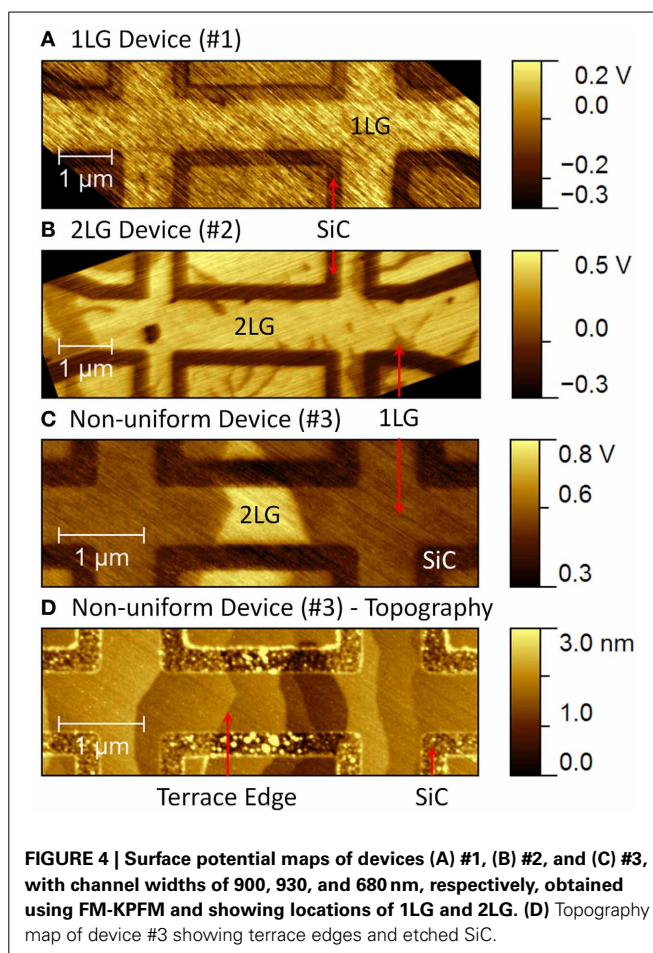 A 1LG Device (#1)
1LG
1 μm
0.2 V
0.0
−0.2
−0.3
B 2LG Device (#2)
SiC
2LG
1 μm
0.5 V
0.0
−0.3
C Non-uniform Device (#3)
1LG
2LG
1 μm
SiC
0.8 V
0.6
0.3
D Non-uniform Device (#3) - Topography
1 μm
3.0 nm
1.0
0.0
Terrace Edge
SiC
FIGURE 4 | Surface potential maps of devices (A) #1, (B) #2, and (C) #3,
with channel widths of 900, 930, and 680 nm, respectively, obtained
using FM-KPFM and showing locations of 1LG and 2LG. (D) Topography
map of device #3 showing terrace edges and etched SiC.